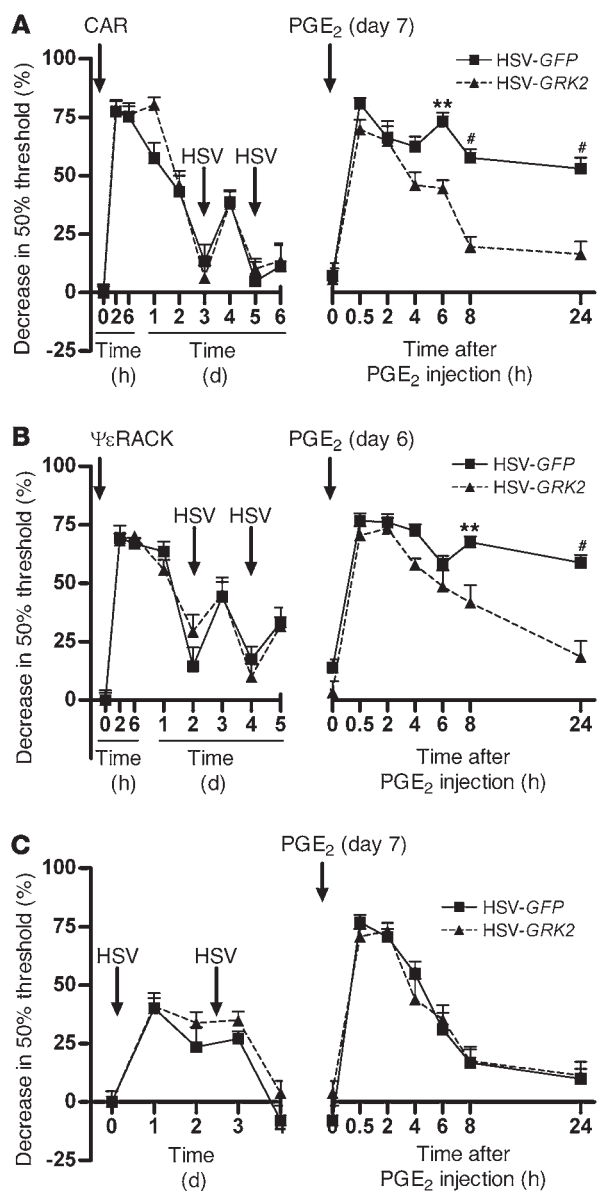 A
CAR
PGE₂ (day 7)
HSV-GFP
HSV-GRK2
Decrease in 50% threshold (%)
100
75
50
25
0
-25
HSV HSV
** # #
0 2 6 1 2 3 4 5 6
Time (h)
Time (d)
0 0.5 2 4 6 8 24
Time after
PGE₂ injection (h)
B
ΨεRACK
PGE₂ (day 6)
HSV-GFP
HSV-GRK2
Decrease in 50% threshold (%)
100
75
50
25
0
HSV HSV
** #
0 2 6 1 2 3 4 5
Time (h)
Time (d)
0 0.5 2 4 6 8 24
Time after
PGE₂ injection (h)
C
PGE₂ (day 7)
HSV-GFP
HSV-GRK2
Decrease in 50% threshold (%)
100
75
50
25
0
-25
HSV HSV
0 1 2 3 4
Time
(d)
0 0.5 2 4 6 8 24
Time after
PGE₂ injection (h)